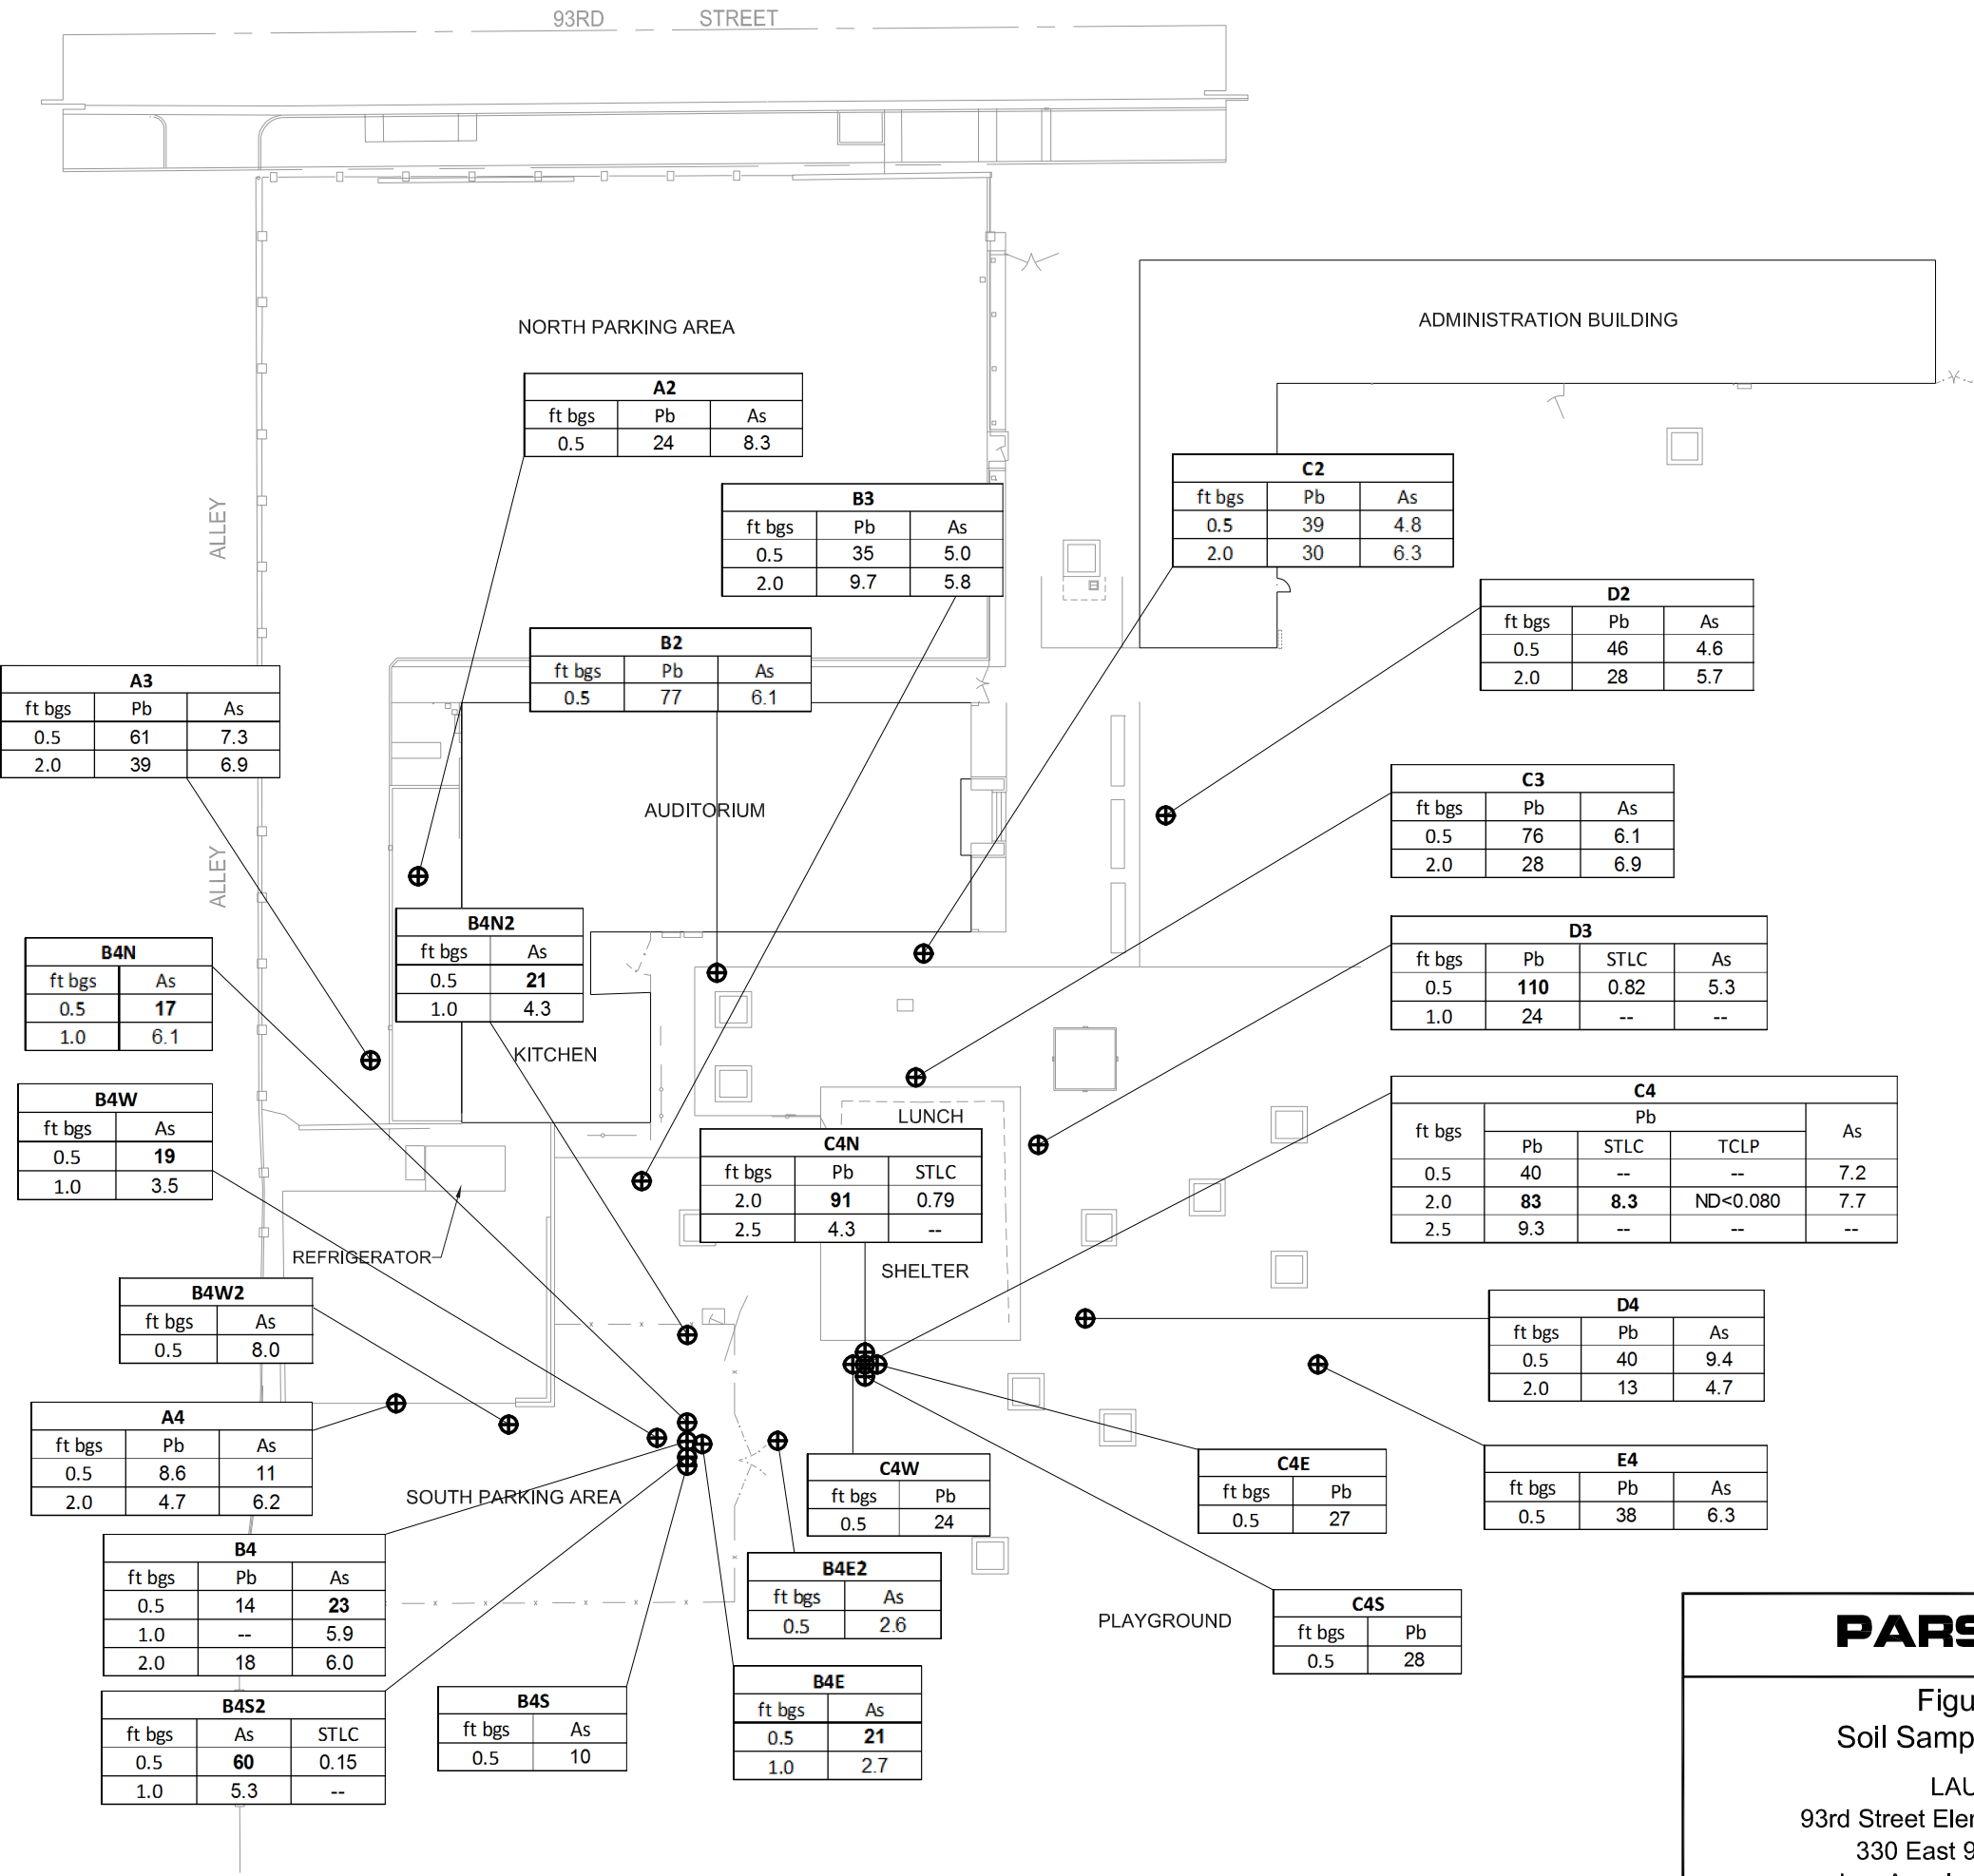 93RD STREET
NORTH PARKING AREA
ADMINISTRATION BUILDING
A2
ft bgs Pb As
0.5 24 8.3
B3
ft bgs Pb As
0.5 35 5.0
2.0 9.7 5.8
C2
ft bgs Pb As
0.5 39 4.8
2.0 30 6.3
ALLEY
D2
ft bgs Pb As
0.5 46 4.6
2.0 28 5.7
B2
ft bgs Pb As
0.5 77 6.1
A3
ft bgs Pb As
0.5 61 7.3
2.0 39 6.9
C3
ft bgs Pb As
0.5 76 6.1
2.0 28 6.9
AUDITORIUM
ALLEY
B4N2
ft bgs As
0.5 21
1.0 4.3
D3
ft bgs Pb STLC As
0.5 110 0.82 5.3
1.0 24 -- --
B4N
ft bgs As
0.5 17
1.0 6.1
KITCHEN
B4W
ft bgs As
0.5 19
1.0 3.5
LUNCH
C4
ft bgs Pb As
Pb STLC TCLP
0.5 40 -- -- 7.2
2.0 83 8.3 ND<0.080 7.7
2.5 9.3 -- -- --
C4N
ft bgs Pb STLC
2.0 91 0.79
2.5 4.3 --
REFRIGERATOR
SHELTER
B4W2
ft bgs As
0.5 8.0
D4
ft bgs Pb As
0.5 40 9.4
2.0 13 4.7
A4
ft bgs Pb As
0.5 8.6 11
2.0 4.7 6.2
SOUTH PARKING AREA
C4W
ft bgs Pb
0.5 24
C4E
ft bgs Pb
0.5 27
E4
ft bgs Pb As
0.5 38 6.3
B4
ft bgs Pb As
0.5 14 23
1.0 -- 5.9
2.0 18 6.0
B4E2
ft bgs As
0.5 2.6
PLAYGROUND
C4S
ft bgs Pb
0.5 28
B4S2
ft bgs As STLC
0.5 60 0.15
1.0 5.3 --
B4S
ft bgs As
0.5 10
B4E
ft bgs As
0.5 21
1.0 2.7
PARS
Figu
Soil Samp
LAU
93rd Street Eler
330 East 9